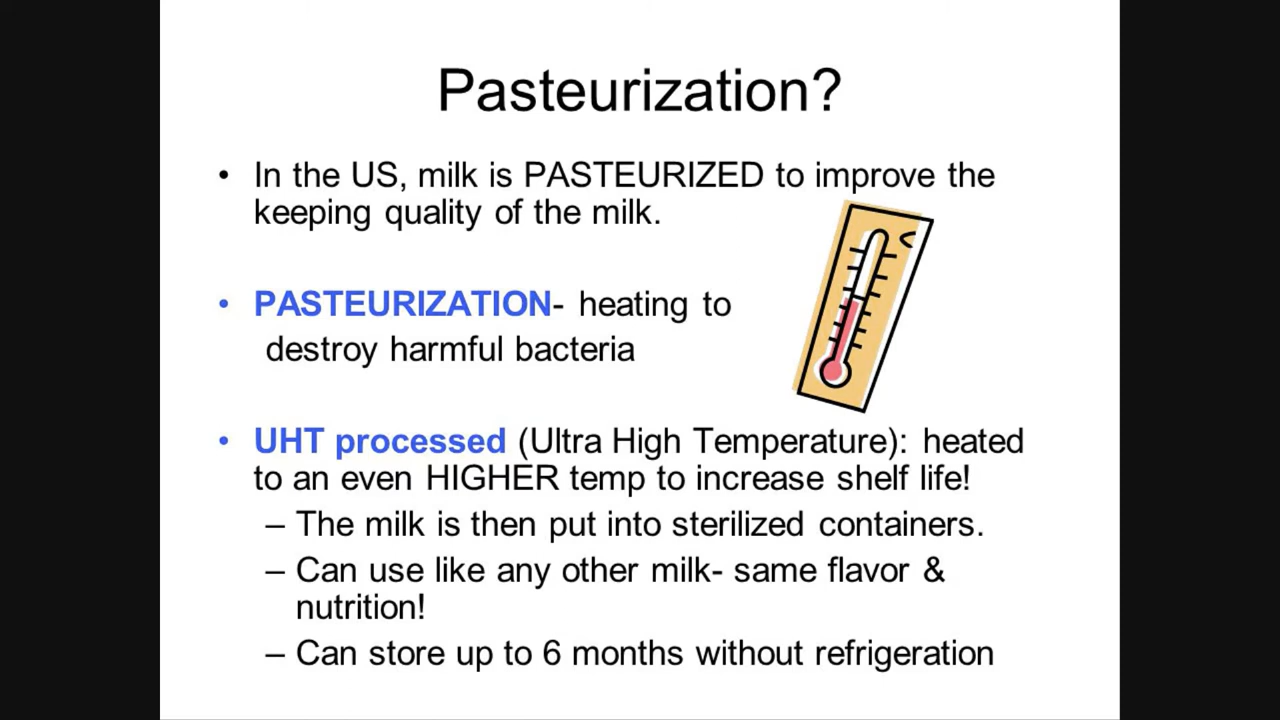 Pasteurization?
• In the US, milk is PASTEURIZED to improve the
keeping quality of the milk.
• PASTEURIZATION- heating to
destroy harmful bacteria
• UHT processed (Ultra High Temperature): heated
to an even HIGHER temp to increase shelf life!
– The milk is then put into sterilized containers.
– Can use like any other milk- same flavor &
nutrition!
– Can store up to 6 months without refrigeration